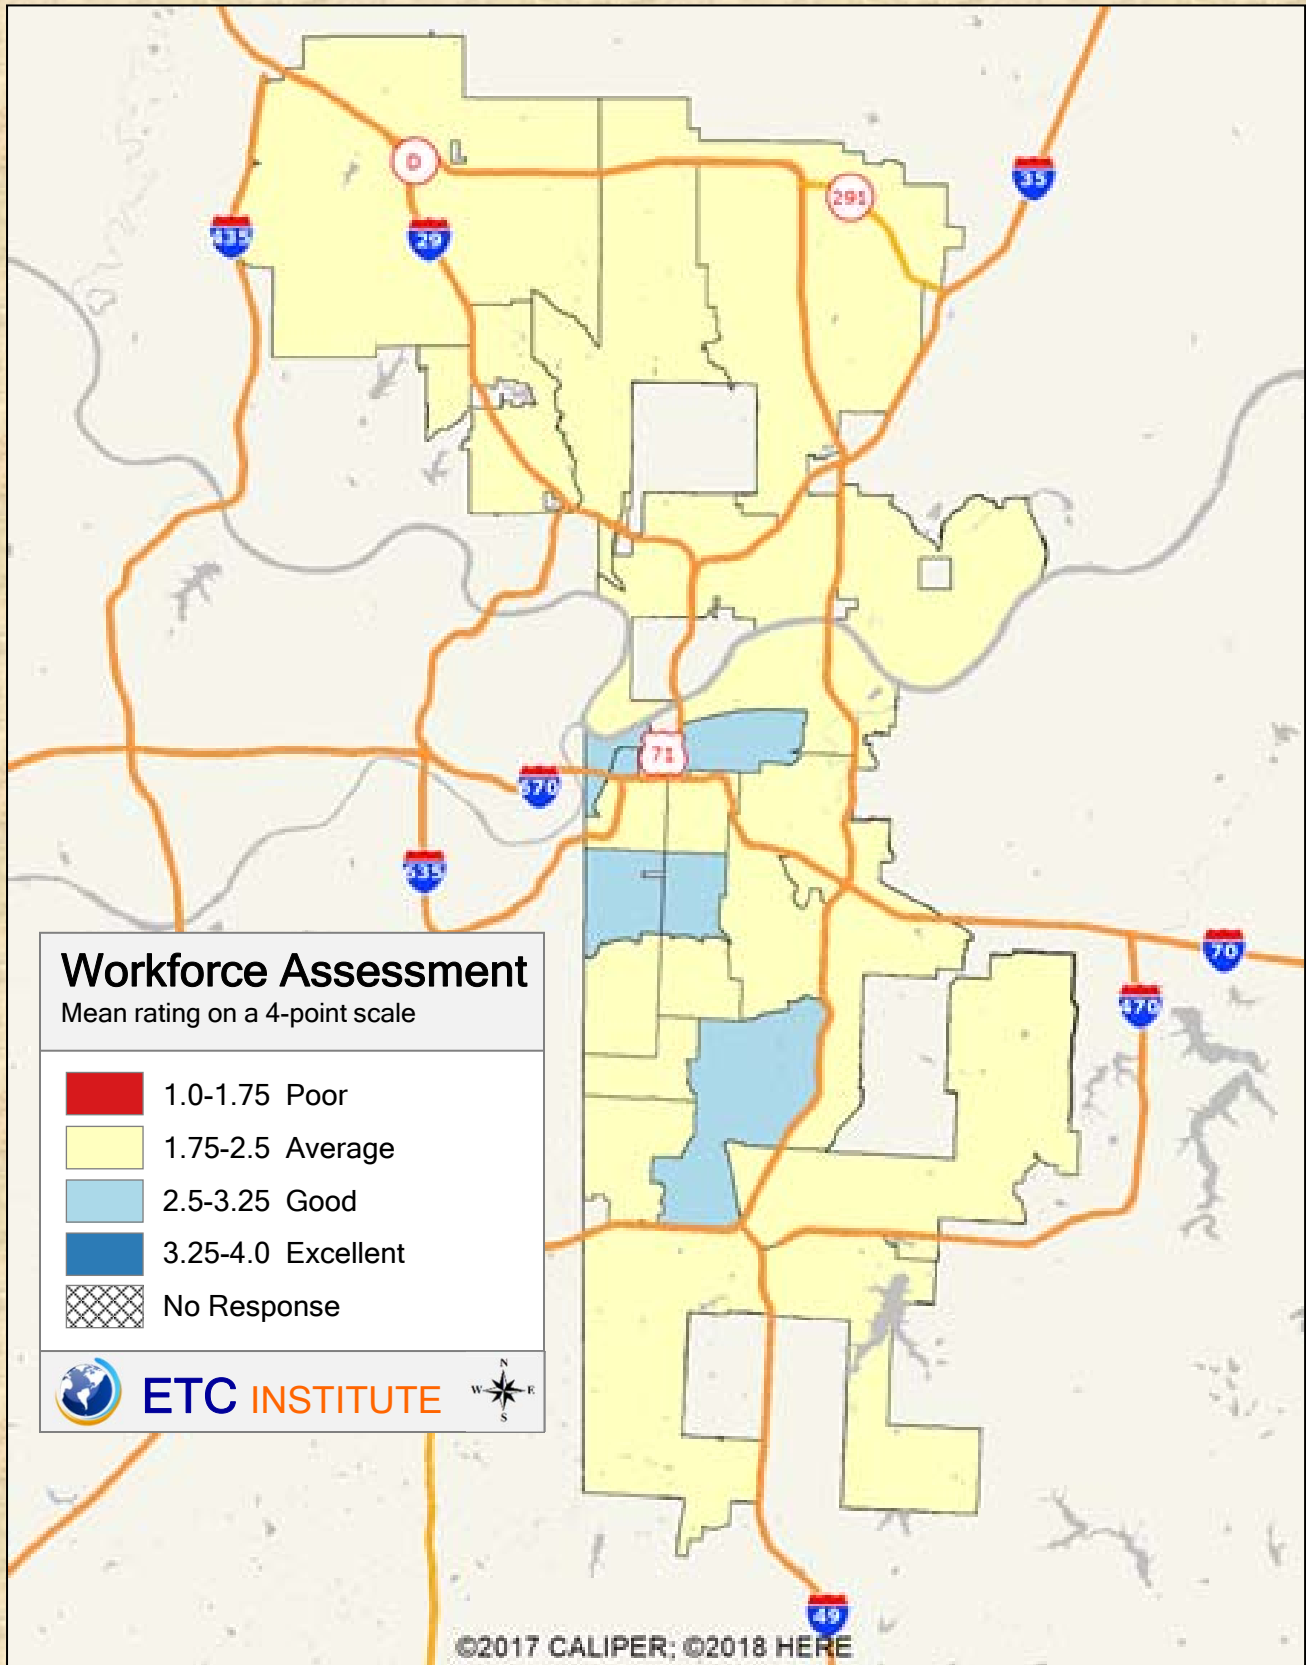 D
291
35
435
29
71
670
635
70
470
Workforce Assessment
Mean rating on a 4-point scale
1.0-1.75 Poor
1.75-2.5 Average
2.5-3.25 Good
3.25-4.0 Excellent
No Response
ETC INSTITUTE
N
W E
S
49
©2017 CALIPER; ©2018 HERE